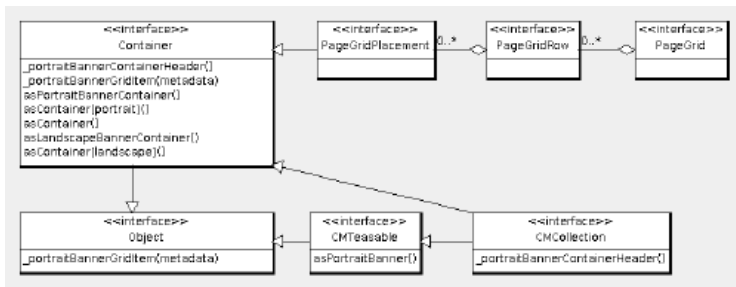 <<interface>>
Container
_portraitBannerContainerHeader()
_portraitBannerGridItem(metadata)
asPortraitBannerContainer()
asContainer[portrait]()
asContainer()
asLandscapeBannerContainer()
asContainer[landscape]()
<<interface>>
PageGridPlacement
0..*
<<interface>>
PageGridRow
0..*
<<interface>>
PageGrid
<<interface>>
Object
_portraitBannerGridItem(metadata)
<<interface>>
CMTeasable
asPortraitBanner()
<<interface>>
CMCollection
_portraitBannerContainerHeader()